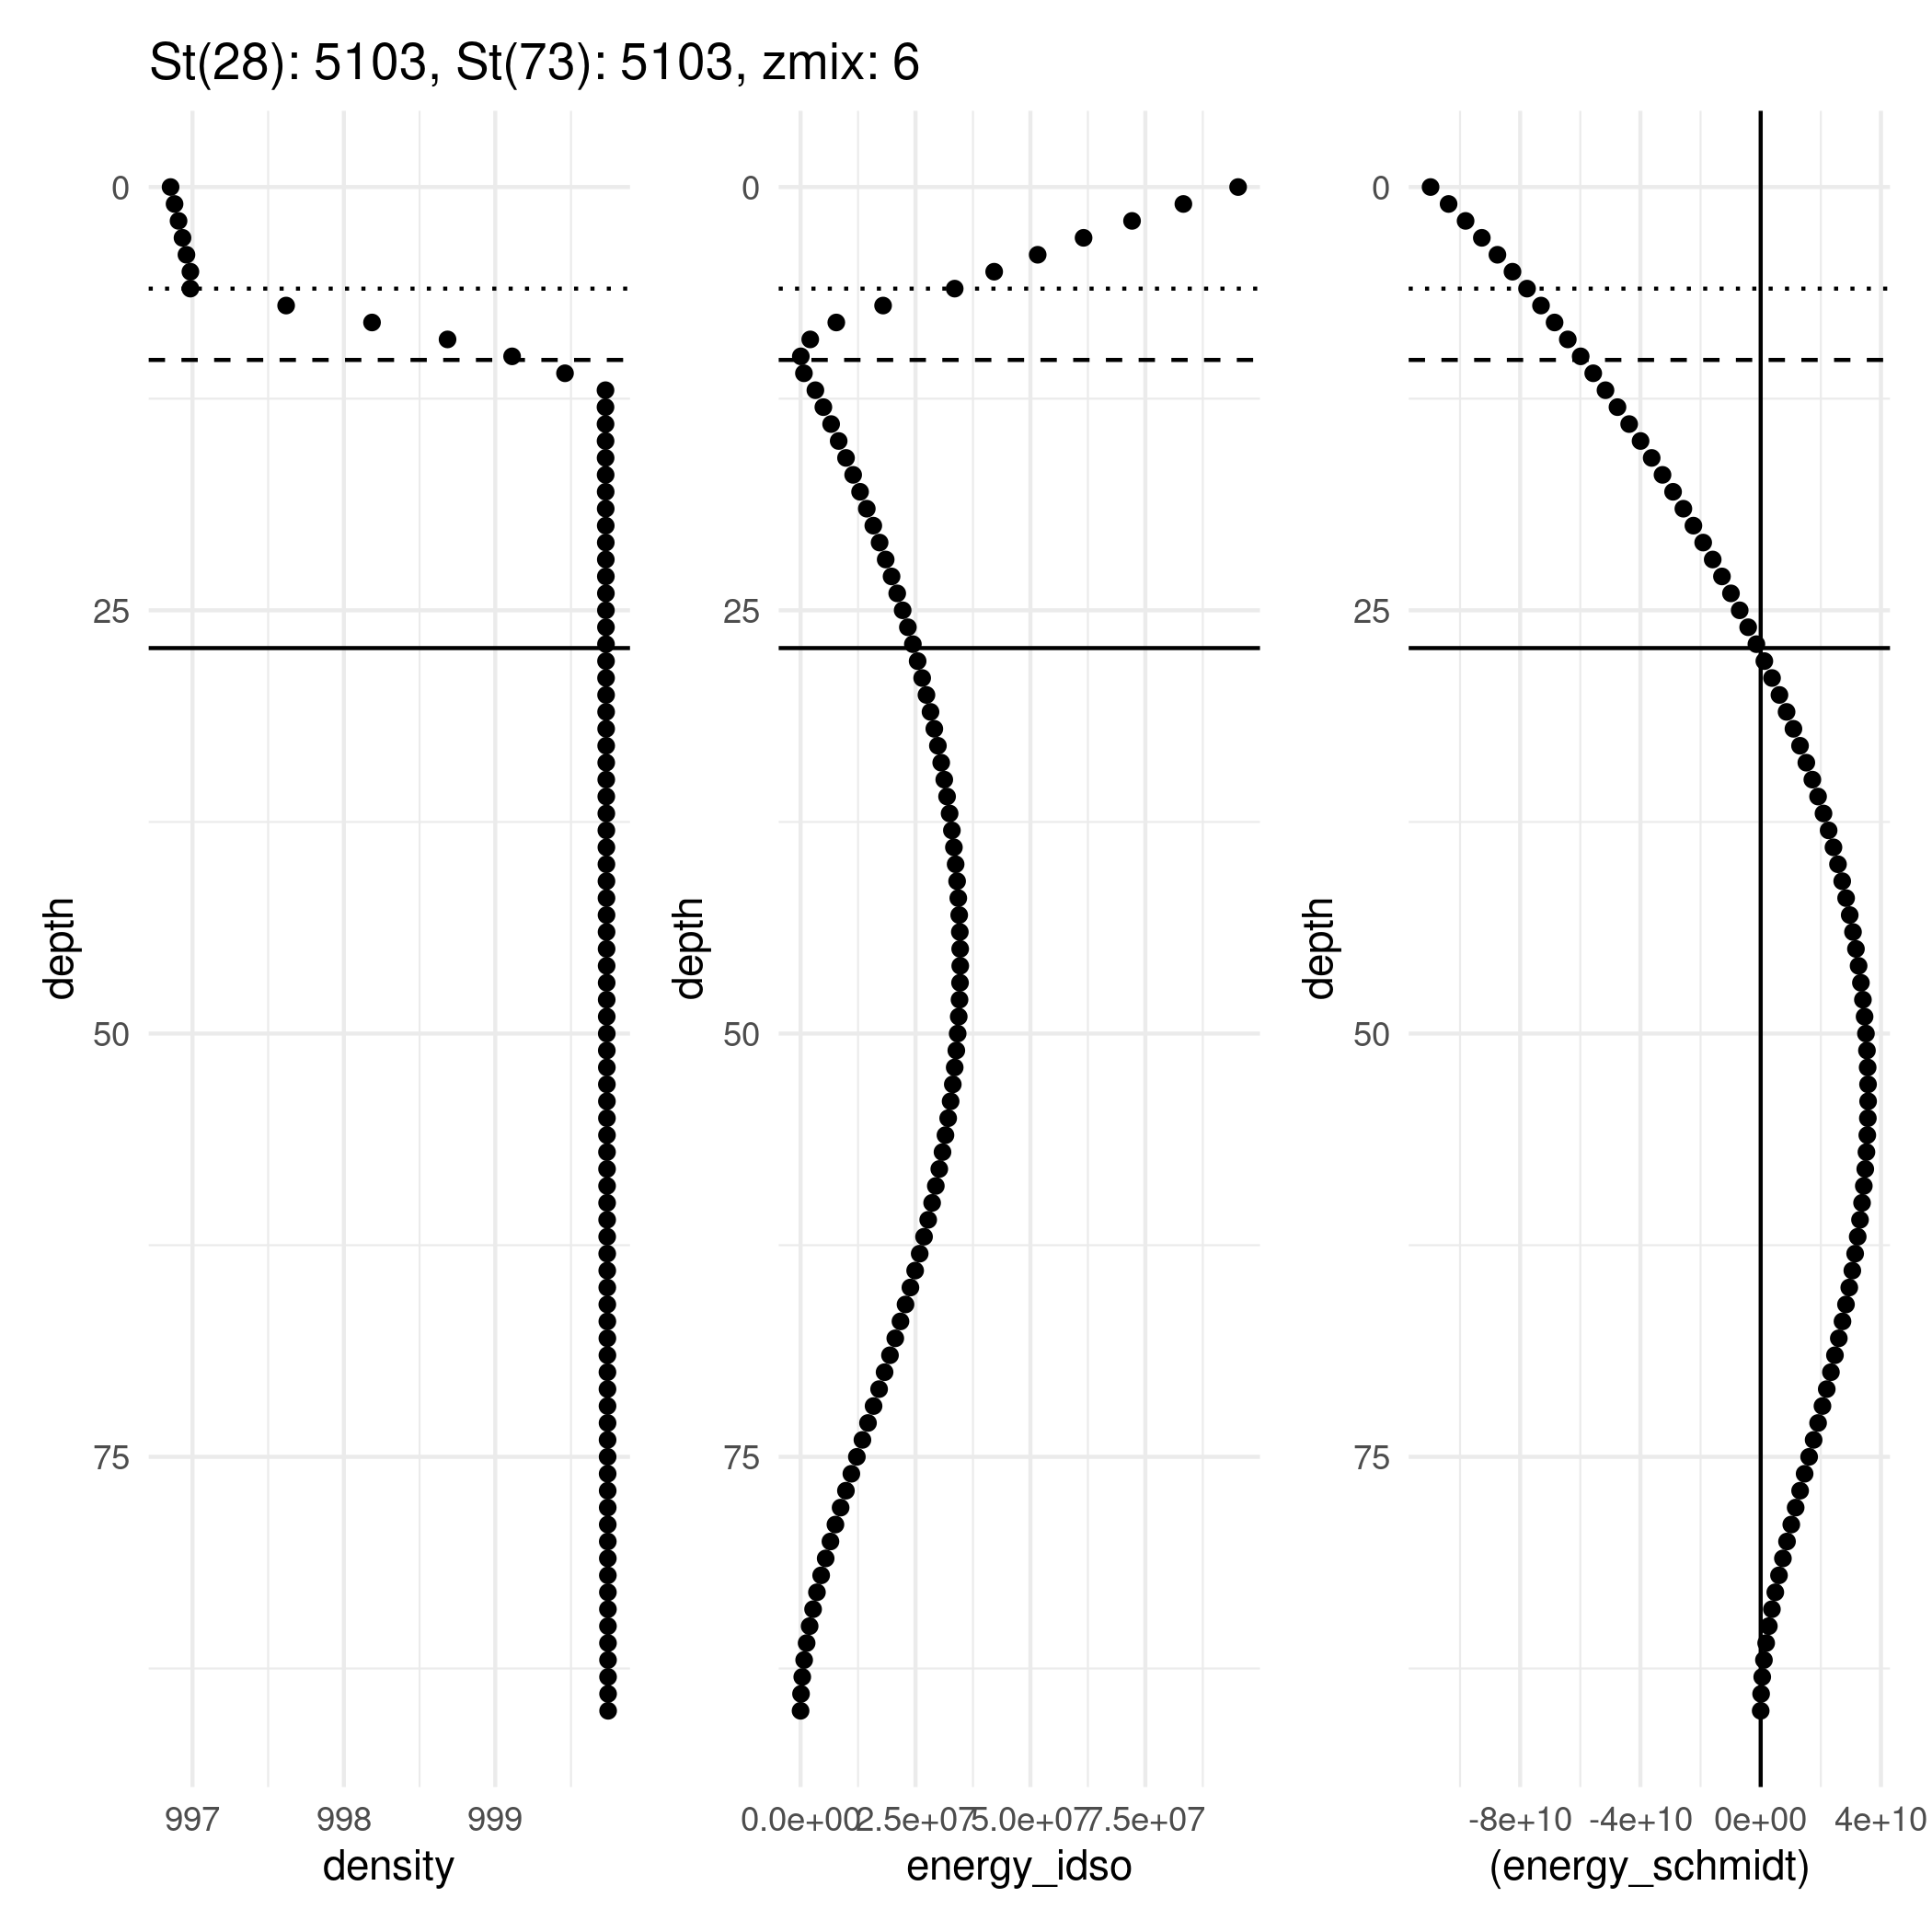 St(28): 5103, St(73): 5103, zmix: 6
depth
0
25
50
75
997 998 999
density
depth
0
25
50
75
0.0e+00 2.5e+07 5.0e+07 7.5e+07
energy_idso
depth
0
25
50
75
-8e+10 -4e+10 0e+00 4e+10
(energy_schmidt)